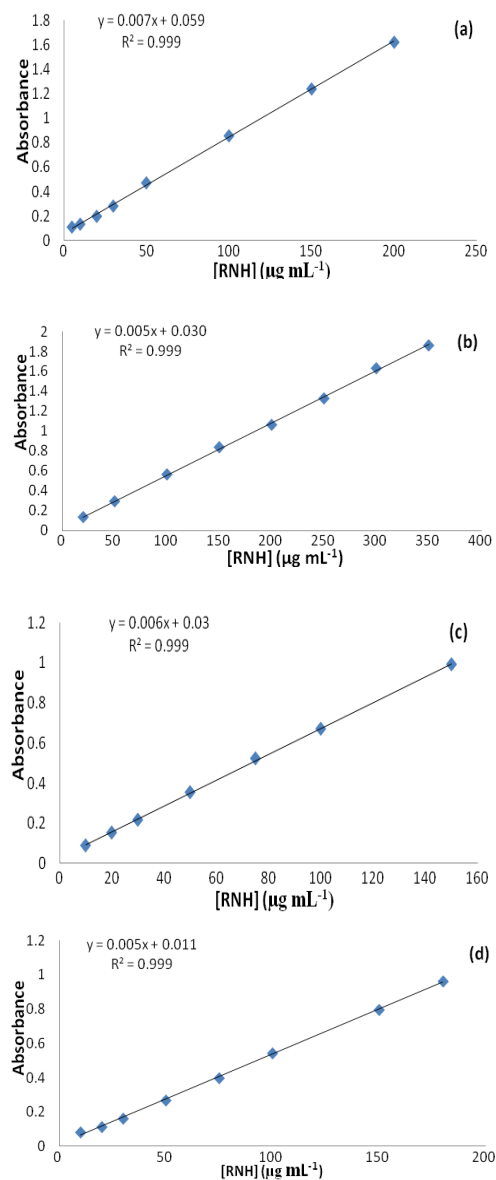 y = 0.007x + 0.059
R² = 0.999
(a)
1.8
1.6
1.4
1.2
1
0.8
0.6
0.4
0.2
0
Absorbance
0 50 100 150 200 250
[RNH] (µg mL⁻¹)
y = 0.005x + 0.030
R² = 0.999
(b)
2
1.8
1.6
1.4
1.2
1
0.8
0.6
0.4
0.2
0
Absorbance
0 50 100 150 200 250 300 350 400
[RNH] (µg mL⁻¹)
y = 0.006x + 0.03
R² = 0.999
(c)
1.2
1
0.8
0.6
0.4
0.2
0
Absorbance
0 20 40 60 80 100 120 140 160
[RNH] (µg mL⁻¹)
y = 0.005x + 0.011
R² = 0.999
(d)
1.2
1
0.8
0.6
0.4
0.2
0
Absorbance
0 50 100 150 200
[RNH] (µg mL⁻¹)